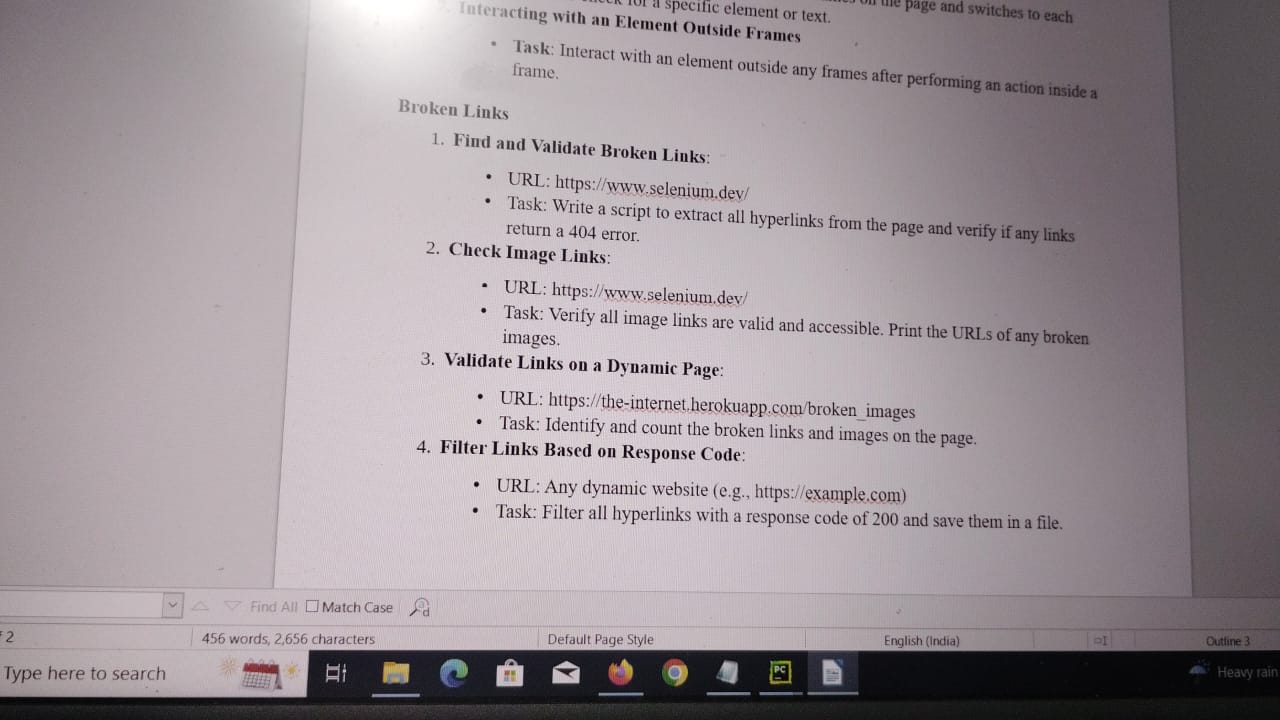 for a specific element or text.
on the page and switches to each
Interacting with an Element Outside Frames
• Task: Interact with an element outside any frames after performing an action inside a
frame.
Broken Links
1. Find and Validate Broken Links:
• URL: https://www.selenium.dev/
• Task: Write a script to extract all hyperlinks from the page and verify if any links
return a 404 error.
2. Check Image Links:
• URL: https://www.selenium.dev/
• Task: Verify all image links are valid and accessible. Print the URLs of any broken
images.
3. Validate Links on a Dynamic Page:
• URL: https://the-internet.herokuapp.com/broken_images
• Task: Identify and count the broken links and images on the page.
4. Filter Links Based on Response Code:
• URL: Any dynamic website (e.g., https://example.com)
• Task: Filter all hyperlinks with a response code of 200 and save them in a file.
Find All Match Case
2 456 words, 2,656 characters Default Page Style English (India) Outline 3
Type here to search PC Heavy rain